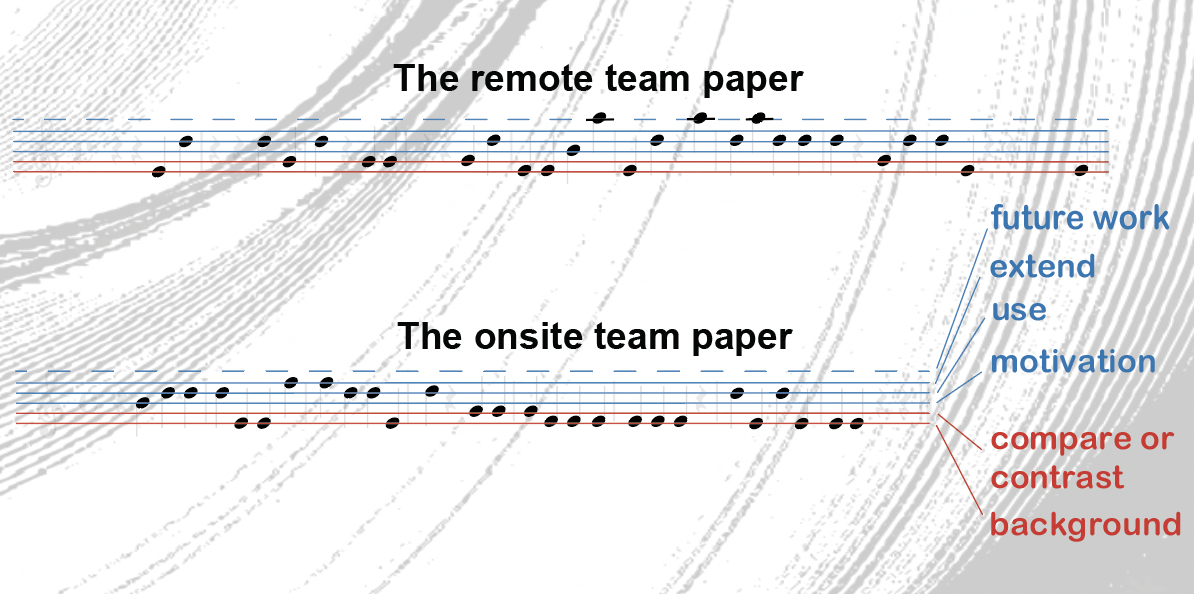 The remote team paper
future work
extend
use
The onsite team paper
motivation
compare or
contrast
background